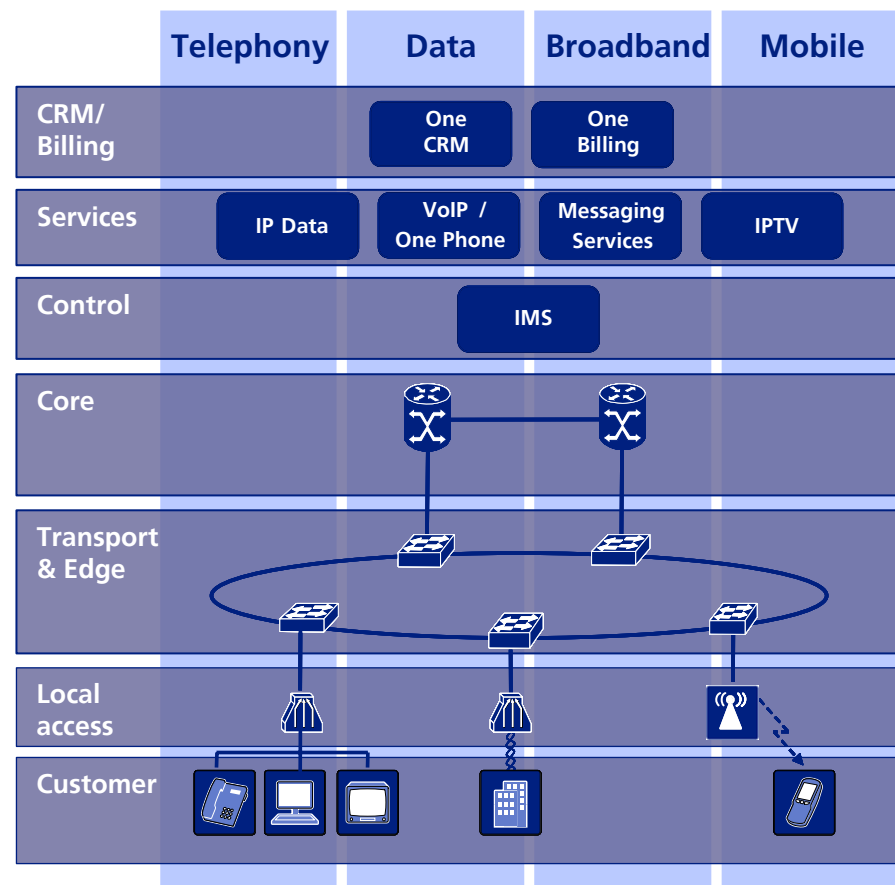 Telephony
Data
Broadband
Mobile
CRM/
Billing
One
CRM
One
Billing
Services
IP Data
VoIP /
One Phone
Messaging
Services
IPTV
Control
IMS
Core
Transport
& Edge
Local
access
Customer